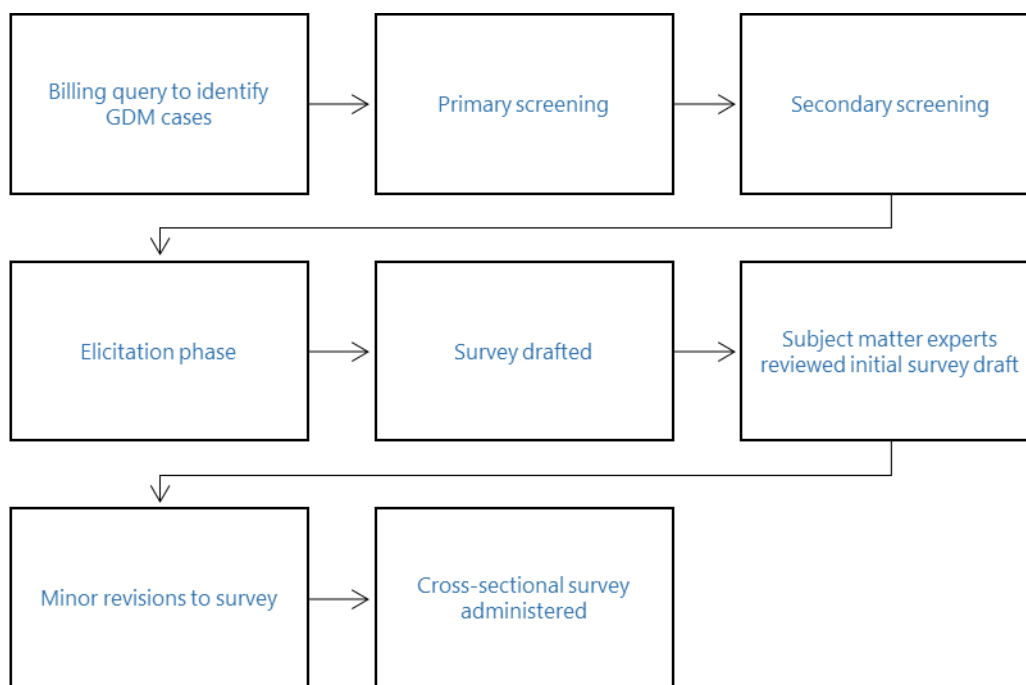 Billing query to identify
GDM cases
Primary screening
Secondary screening
Elicitation phase
Survey drafted
Subject matter experts
reviewed initial survey draft
Minor revisions to survey
Cross-sectional survey
administered